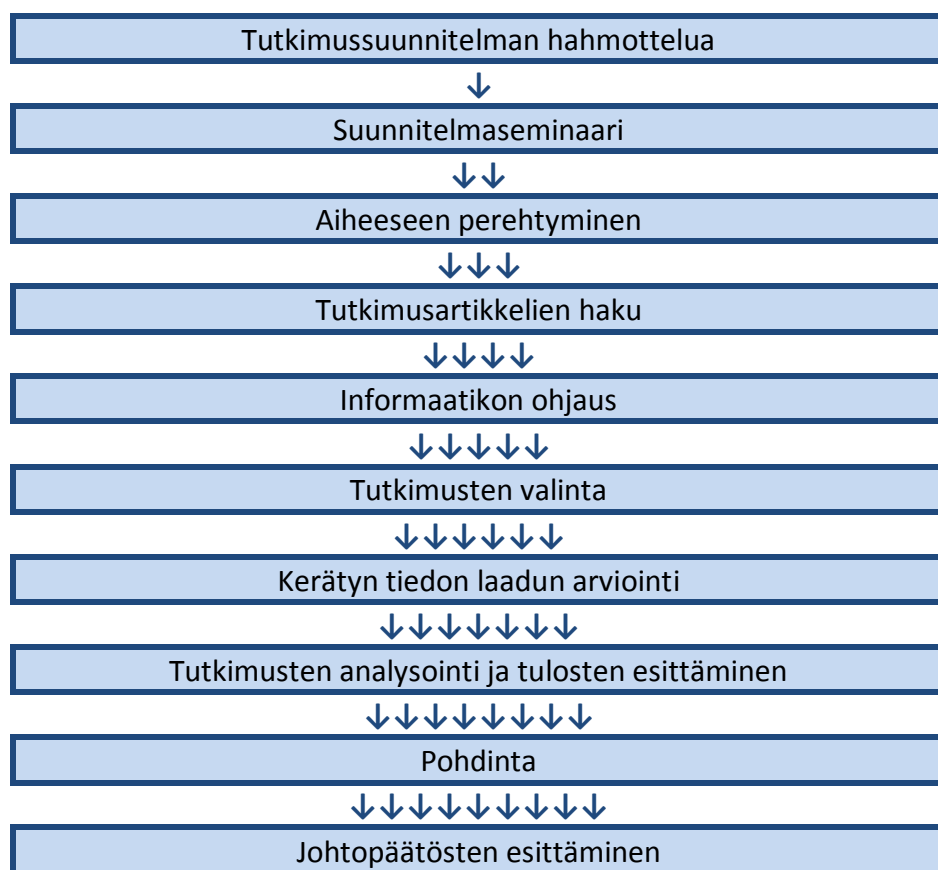 Tutkimussuunnitelman hahmottelua
↓
Suunnitelmaseminaari
↓↓
Aiheeseen perehtyminen
↓↓↓
Tutkimusartikkelien haku
↓↓↓↓
Informaatikon ohjaus
↓↓↓↓↓
Tutkimusten valinta
↓↓↓↓↓↓
Kerätyn tiedon laadun arviointi
↓↓↓↓↓↓↓
Tutkimusten analysointi ja tulosten esittäminen
↓↓↓↓↓↓↓↓
Pohdinta
↓↓↓↓↓↓↓↓↓
Johtopäätösten esittäminen